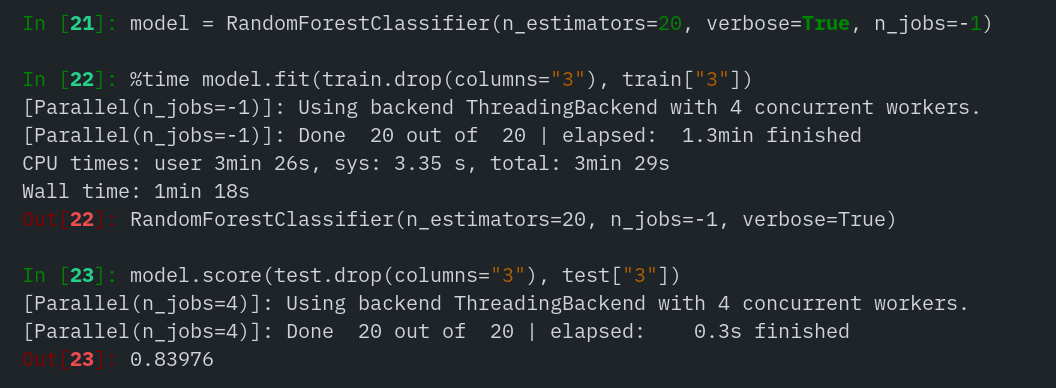 In [21]: model = RandomForestClassifier(n_estimators=20, verbose=True, n_jobs=-1)
In [22]: %time model.fit(train.drop(columns="3"), train["3"])
[Parallel(n_jobs=-1)]: Using backend ThreadingBackend with 4 concurrent workers.
[Parallel(n_jobs=-1)]: Done  20 out of  20 | elapsed:  1.3min finished
CPU times: user 3min 26s, sys: 3.35 s, total: 3min 29s
Wall time: 1min 18s
Out[22]: RandomForestClassifier(n_estimators=20, n_jobs=-1, verbose=True)
In [23]: model.score(test.drop(columns="3"), test["3"])
[Parallel(n_jobs=4)]: Using backend ThreadingBackend with 4 concurrent workers.
[Parallel(n_jobs=4)]: Done  20 out of  20 | elapsed:    0.3s finished
Out[23]: 0.83976